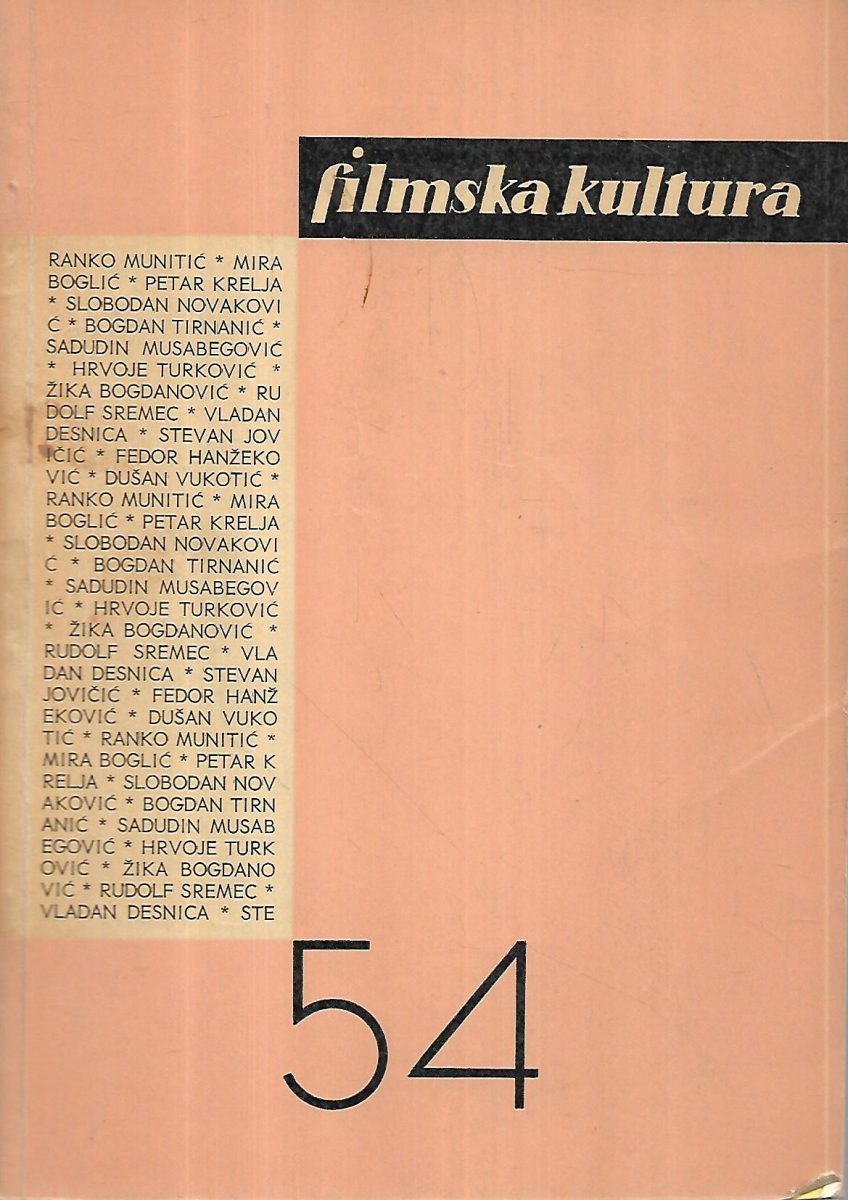 filmska kultura
RANKO MUNITIĆ * MIRA
BOGLIĆ * PETAR KRELJA
* SLOBODAN NOVAKOVI
Ć * BOGDAN TIRNANIĆ *
SADUDIN MUSABEGOVIĆ
* HRVOJE TURKOVIĆ *
ŽIKA BOGDANOVIĆ * RU
DOLF SREMEC * VLADAN
DESNICA * STEVAN JOV
IČIĆ * FEDOR HANŽEKO
VIĆ * DUŠAN VUKOTIĆ *
RANKO MUNITIĆ * MIRA
BOGLIĆ * PETAR KRELJA
* SLOBODAN NOVAKOVI
Ć * BOGDAN TIRNANIĆ
* SADUDIN MUSABEGOV
IĆ * HRVOJE TURKOVIĆ
* ŽIKA BOGDANOVIĆ *
RUDOLF SREMEC * VLA
DAN DESNICA * STEVAN
JOVIČIĆ * FEDOR HANŽ
EKOVIĆ * DUŠAN VUKO
TIĆ * RANKO MUNITIĆ *
MIRA BOGLIĆ * PETAR K
RELJA * SLOBODAN NOV
AKOVIĆ * BOGDAN TIRN
ANIĆ * SADUDIN MUSAB
EGOVIĆ * HRVOJE TURK
OVIĆ * ŽIKA BOGDANO
VIĆ * RUDOLF SREMEC *
VLADAN DESNICA * STE
54